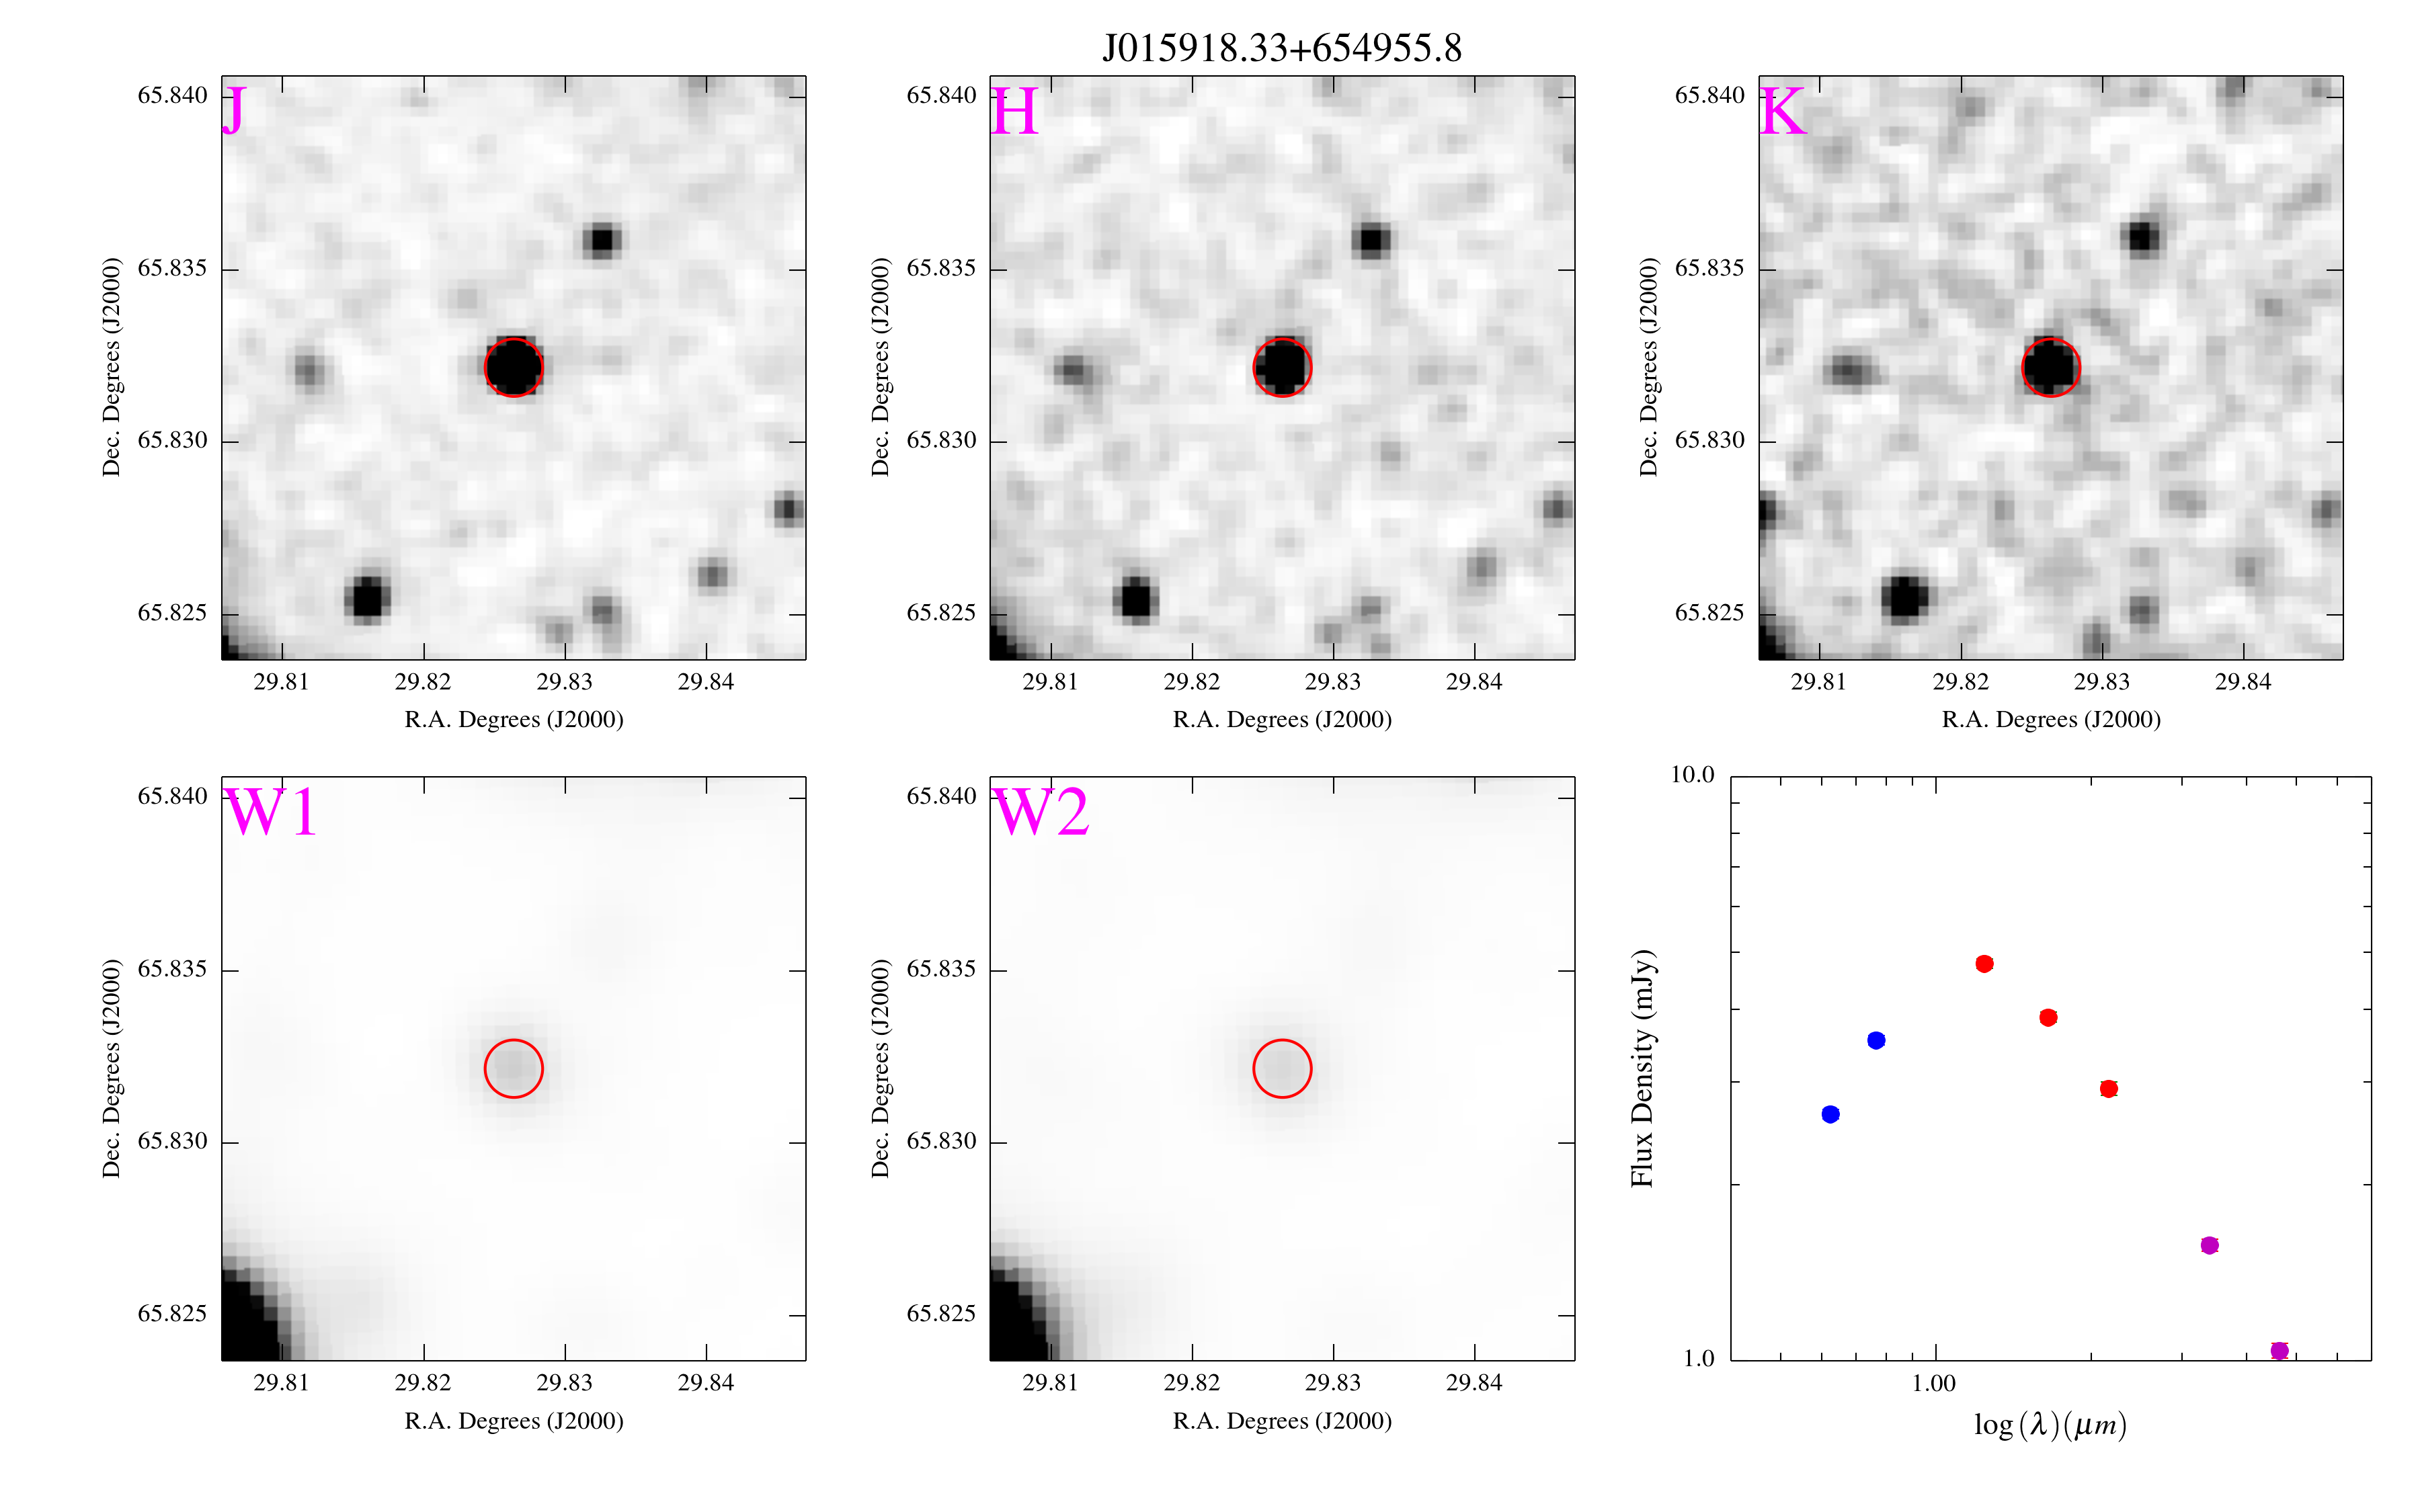 J015918.33+654955.8
J
65.840
65.835
65.830
65.825
Dec. Degrees (J2000)
29.81 29.82 29.83 29.84
R.A. Degrees (J2000)
H
65.840
65.835
65.830
65.825
Dec. Degrees (J2000)
29.81 29.82 29.83 29.84
R.A. Degrees (J2000)
K
65.840
65.835
65.830
65.825
Dec. Degrees (J2000)
29.81 29.82 29.83 29.84
R.A. Degrees (J2000)
W1
65.840
65.835
65.830
65.825
Dec. Degrees (J2000)
29.81 29.82 29.83 29.84
R.A. Degrees (J2000)
W2
65.840
65.835
65.830
65.825
Dec. Degrees (J2000)
29.81 29.82 29.83 29.84
R.A. Degrees (J2000)
10.0
1.0
Flux Density (mJy)
1.00
log(λ)(μm)